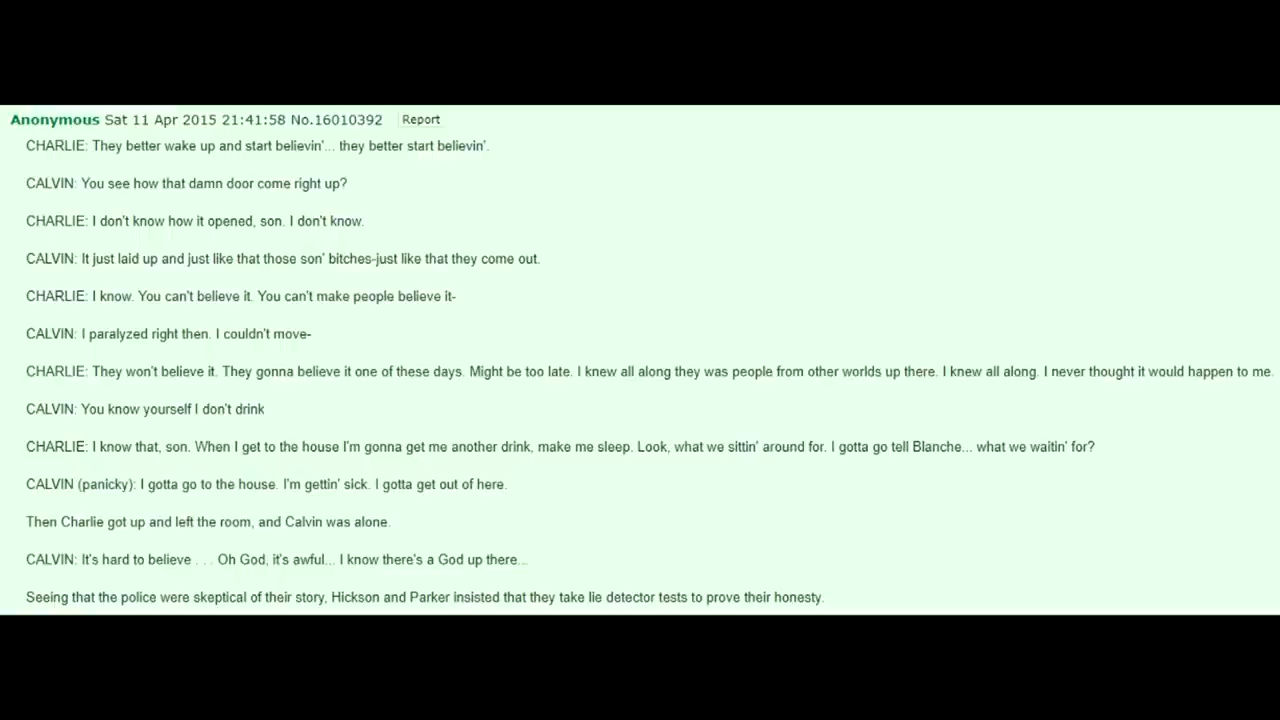 Anonymous Sat 11 Apr 2015 21:41:58 No.16010392 Report
CHARLIE: They better wake up and start believin'... they better start believin'.
CALVIN: You see how that damn door come right up?
CHARLIE: I don't know how it opened, son. I don't know.
CALVIN: It just laid up and just like that those son' bitches-just like that they come out.
CHARLIE: I know. You can't believe it. You can't make people believe it-
CALVIN: I paralyzed right then. I couldn't move-
CHARLIE: They won't believe it. They gonna believe it one of these days. Might be too late. I knew all along they was people from other worlds up there. I knew all along. I never thought it would happen to me.
CALVIN: You know yourself I don't drink
CHARLIE: I know that, son. When I get to the house I'm gonna get me another drink, make me sleep. Look, what we sittin' around for. I gotta go tell Blanche... what we waitin' for?
CALVIN (panicky): I gotta go to the house. I'm gettin' sick. I gotta get out of here.
Then Charlie got up and left the room, and Calvin was alone.
CALVIN: It's hard to believe . . . Oh God, it's awful... I know there's a God up there...
Seeing that the police were skeptical of their story, Hickson and Parker insisted that they take lie detector tests to prove their honesty.